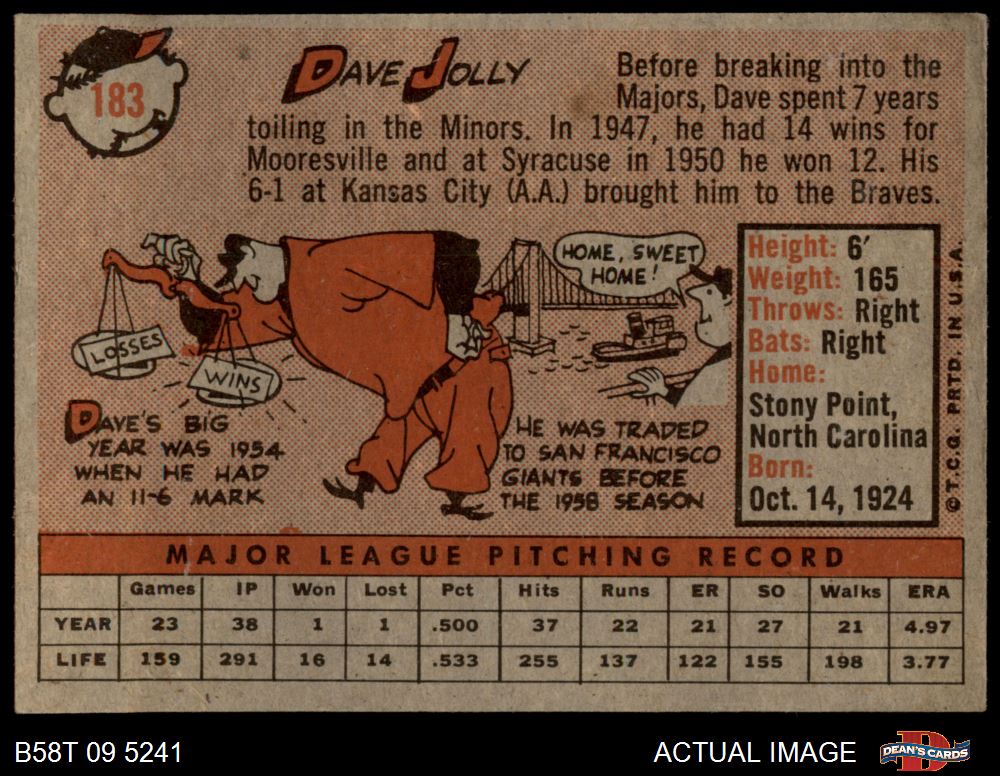 183
DAVE JOLLY
Before breaking into the
Majors, Dave spent 7 years
toiling in the Minors. In 1947, he had 14 wins for
Mooresville and at Syracuse in 1950 he won 12. His
6-1 at Kansas City (A.A.) brought him to the Braves.
LOSSES
WINS
DAVE'S BIG
YEAR WAS 1954
WHEN HE HAD
AN 11-6 MARK
HOME, SWEET
HOME!
HE WAS TRADED
TO SAN FRANCISCO
GIANTS BEFORE
THE 1958 SEASON
Height: 6'
Weight: 165
Throws: Right
Bats: Right
Home:
Stony Point,
North Carolina
Born:
Oct. 14, 1924
©T.C.G. PRTD. IN U.S.A.
MAJOR LEAGUE PITCHING RECORD
Games IP Won Lost Pct Hits Runs ER SO Walks ERA
YEAR 23 38 1 1 .500 37 22 21 27 21 4.97
LIFE 159 291 16 14 .533 255 137 122 155 198 3.77
B58T 09 5241
ACTUAL IMAGE
D
DEAN'S CARDS